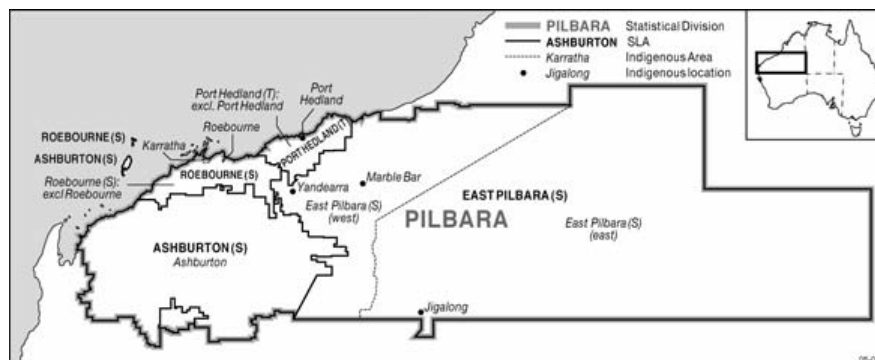 PILBARA Statistical Division
ASHBURTON SLA
Karratha Indigenous Area
Jigalong Indigenous location
Port Hedland (T):
excl. Port Hedland
Port
Hedland
Roebourne
ROEBOURNE (S)
Karratha
ASHBURTON (S)
PORT HEDLAND (T)
Roebourne (S):
excl Roebourne
ROEBOURNE (S)
Yandearra
Marble Bar
East Pilbara (S)
(west)
EAST PILBARA (S)
PILBARA
East Pilbara (S)
(east)
ASHBURTON (S)
Ashburton
Jigalong